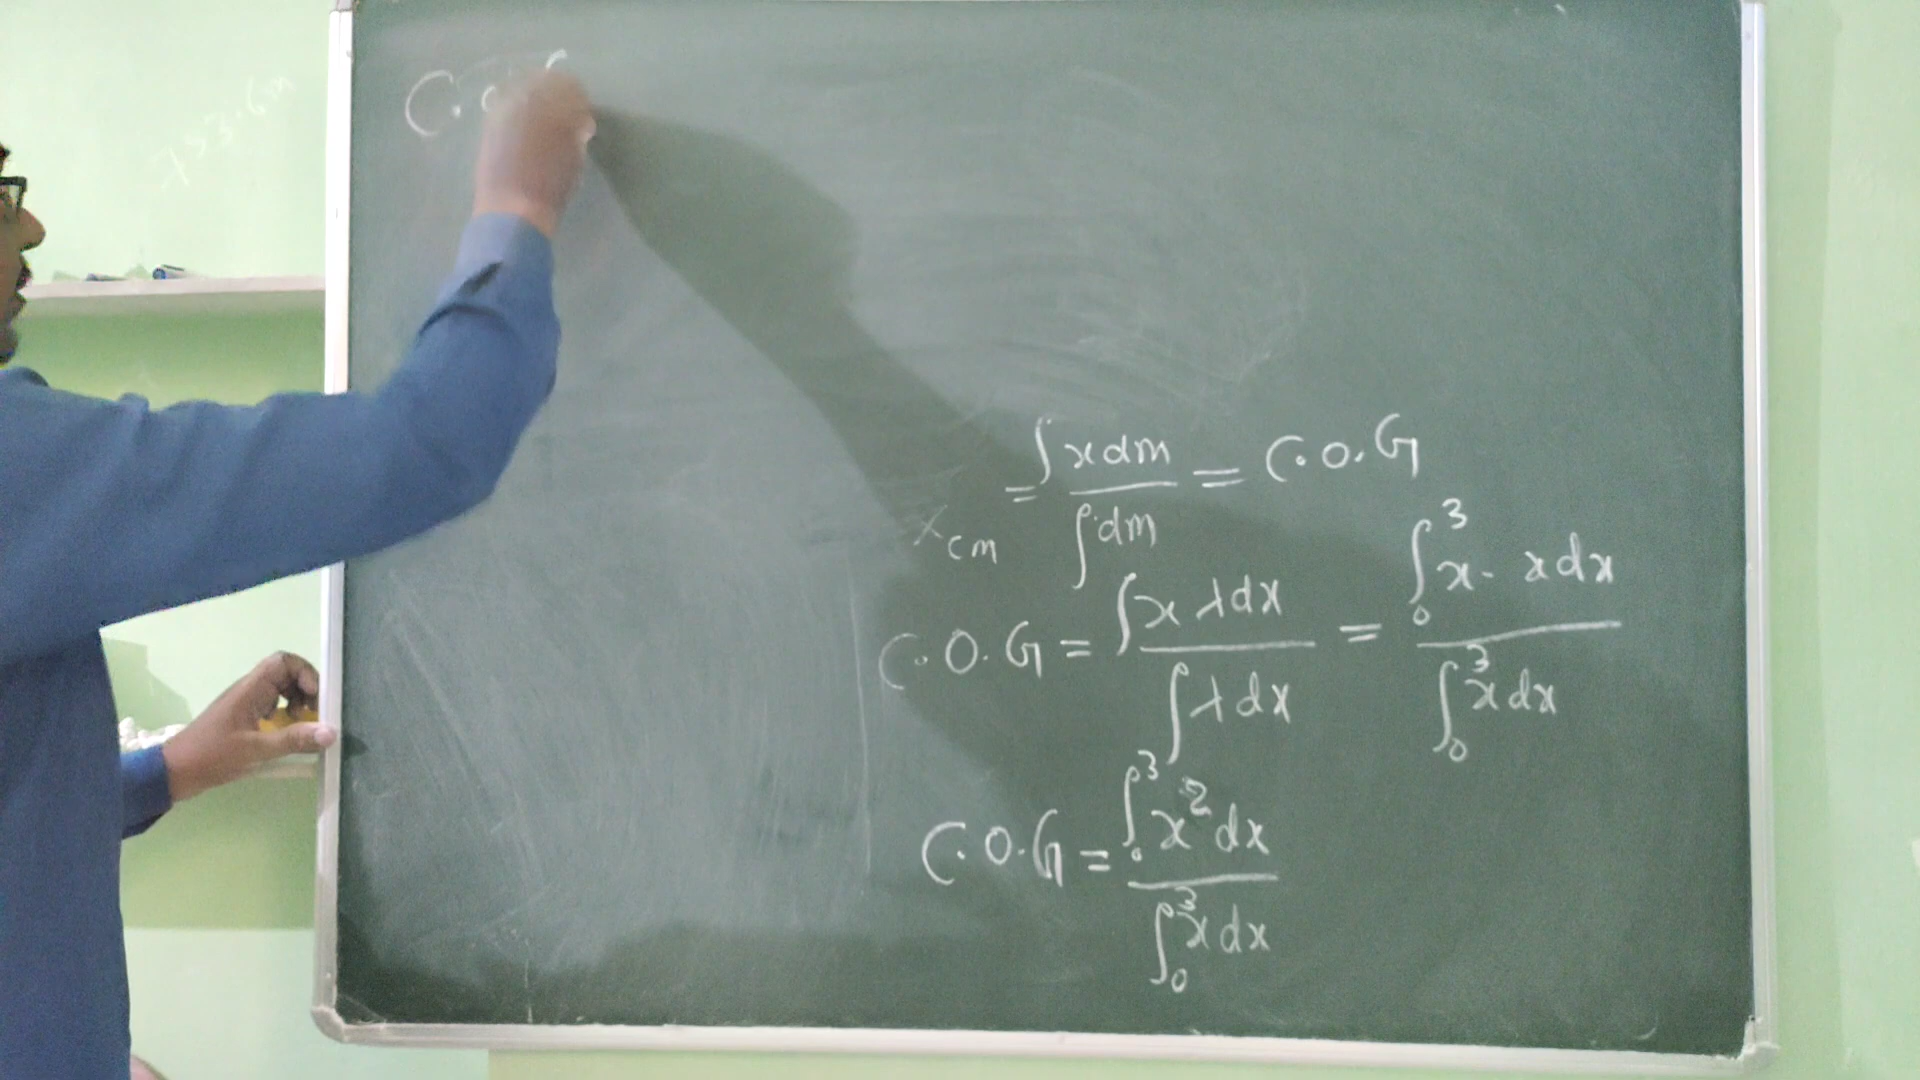 C.O
x_cm = ∫x dm / ∫dm = C.O.G
C.O.G = ∫x λdx / ∫λdx = ∫₀³ x. x dx / ∫₀³ x dx
C.O.G = ∫₀³ x² dx / ∫₀³ x dx